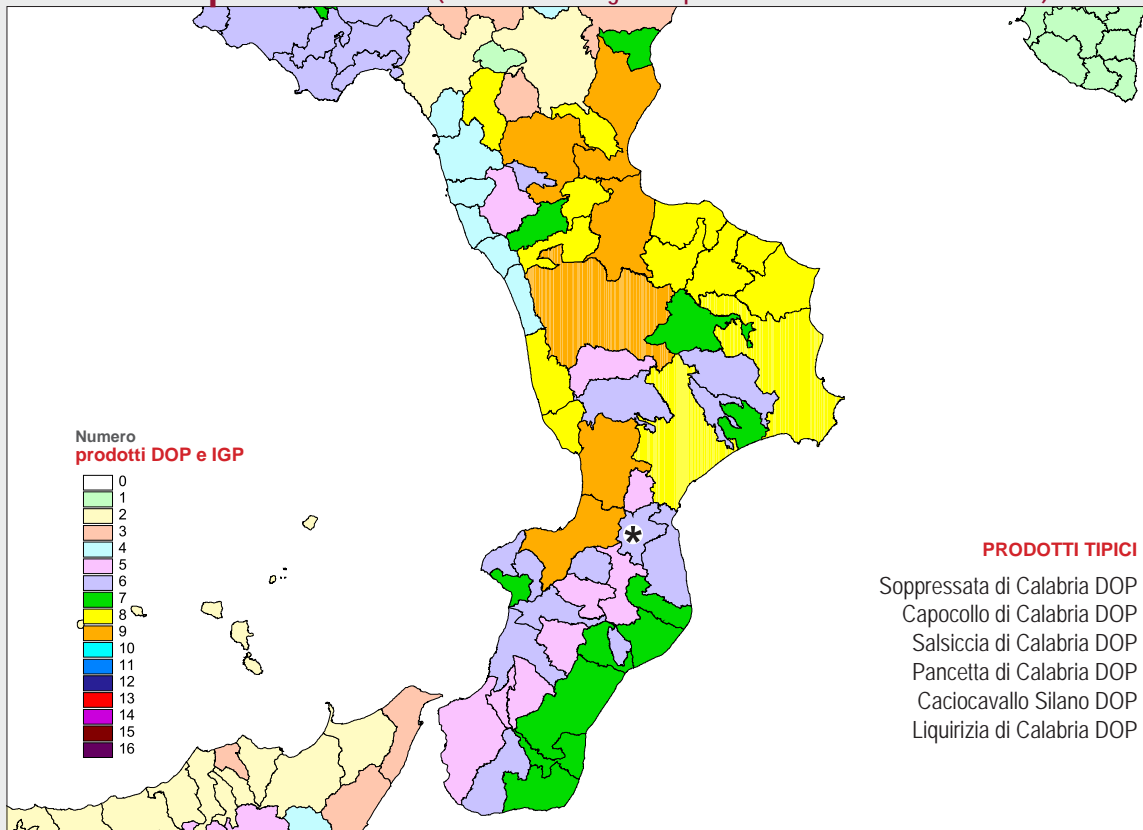 Numero
prodotti DOP e IGP
0
1
2
3
4
5
6
7
8
9
10
11
12
13
14
15
16
*
PRODOTTI TIPICI
Soppressata di Calabria DOP
Capocollo di Calabria DOP
Salsiccia di Calabria DOP
Pancetta di Calabria DOP
Caciocavallo Silano DOP
Liquirizia di Calabria DOP